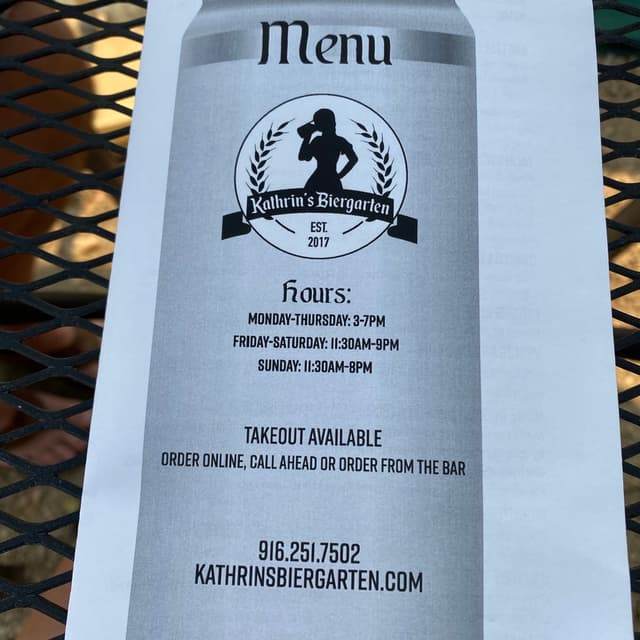 Menu
Kathrin's Biergarten
EST.
2017
Hours:
MONDAY-THURSDAY: 3-7PM
FRIDAY-SATURDAY: 11:30AM-9PM
SUNDAY: 11:30AM-8PM
TAKEOUT AVAILABLE
ORDER ONLINE, CALL AHEAD OR ORDER FROM THE BAR
916.251.7502
KATHRINSBIERGARTEN.COM